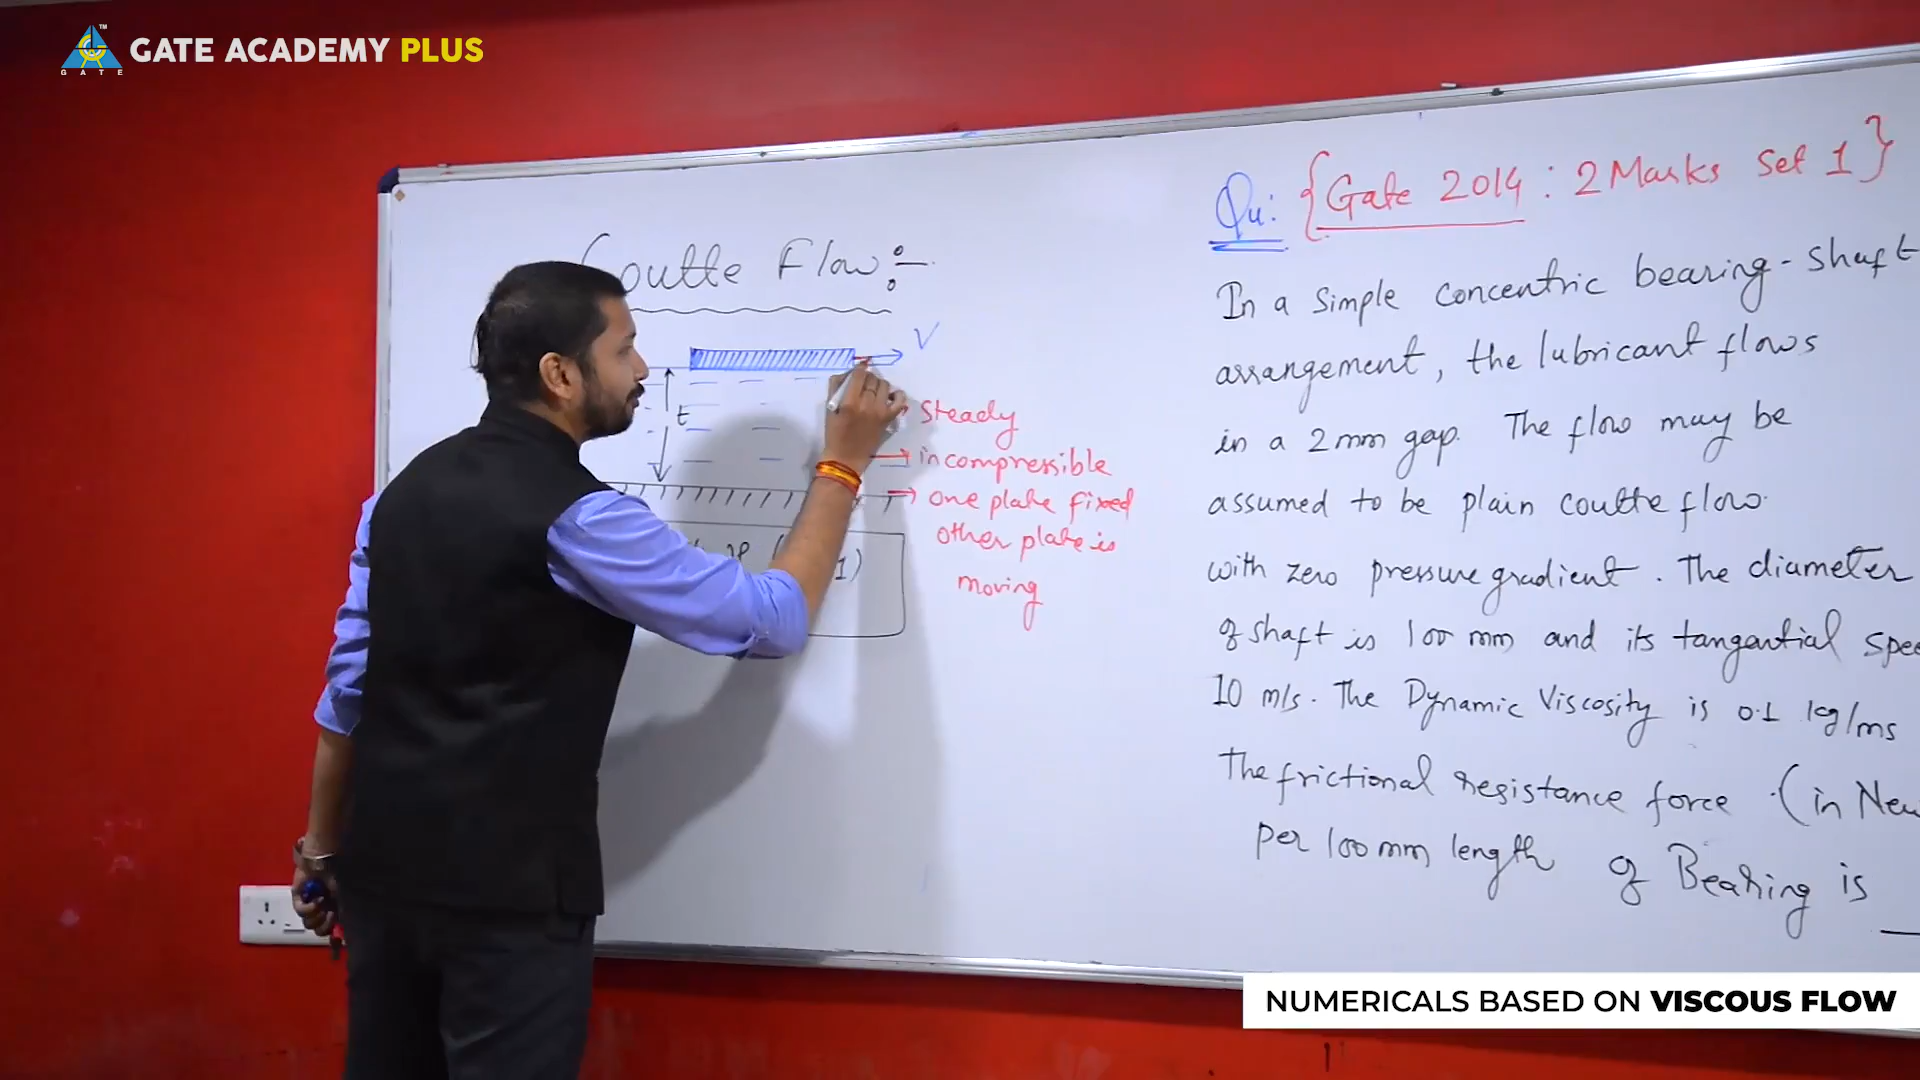 GATE ACADEMY PLUS
GATE
Coutte Flow:-
V
t
→ Steady
→ incompressible
→ one plate fixed
other plate is
moving
1)
Qu: {Gate 2014 : 2 Marks Set 1}
In a simple concentric bearing-shaft
arrangement, the lubricant flows
in a 2mm gap. The flow may be
assumed to be plain coutte flow.
with zero pressure gradient. The diameter
of shaft is 100 mm and its tangential spee
10 m/s. The Dynamic Viscosity is 0.1 kg/ms
The frictional resistance force (in New
per 100 mm length of Bearing is
NUMERICALS BASED ON VISCOUS FLOW